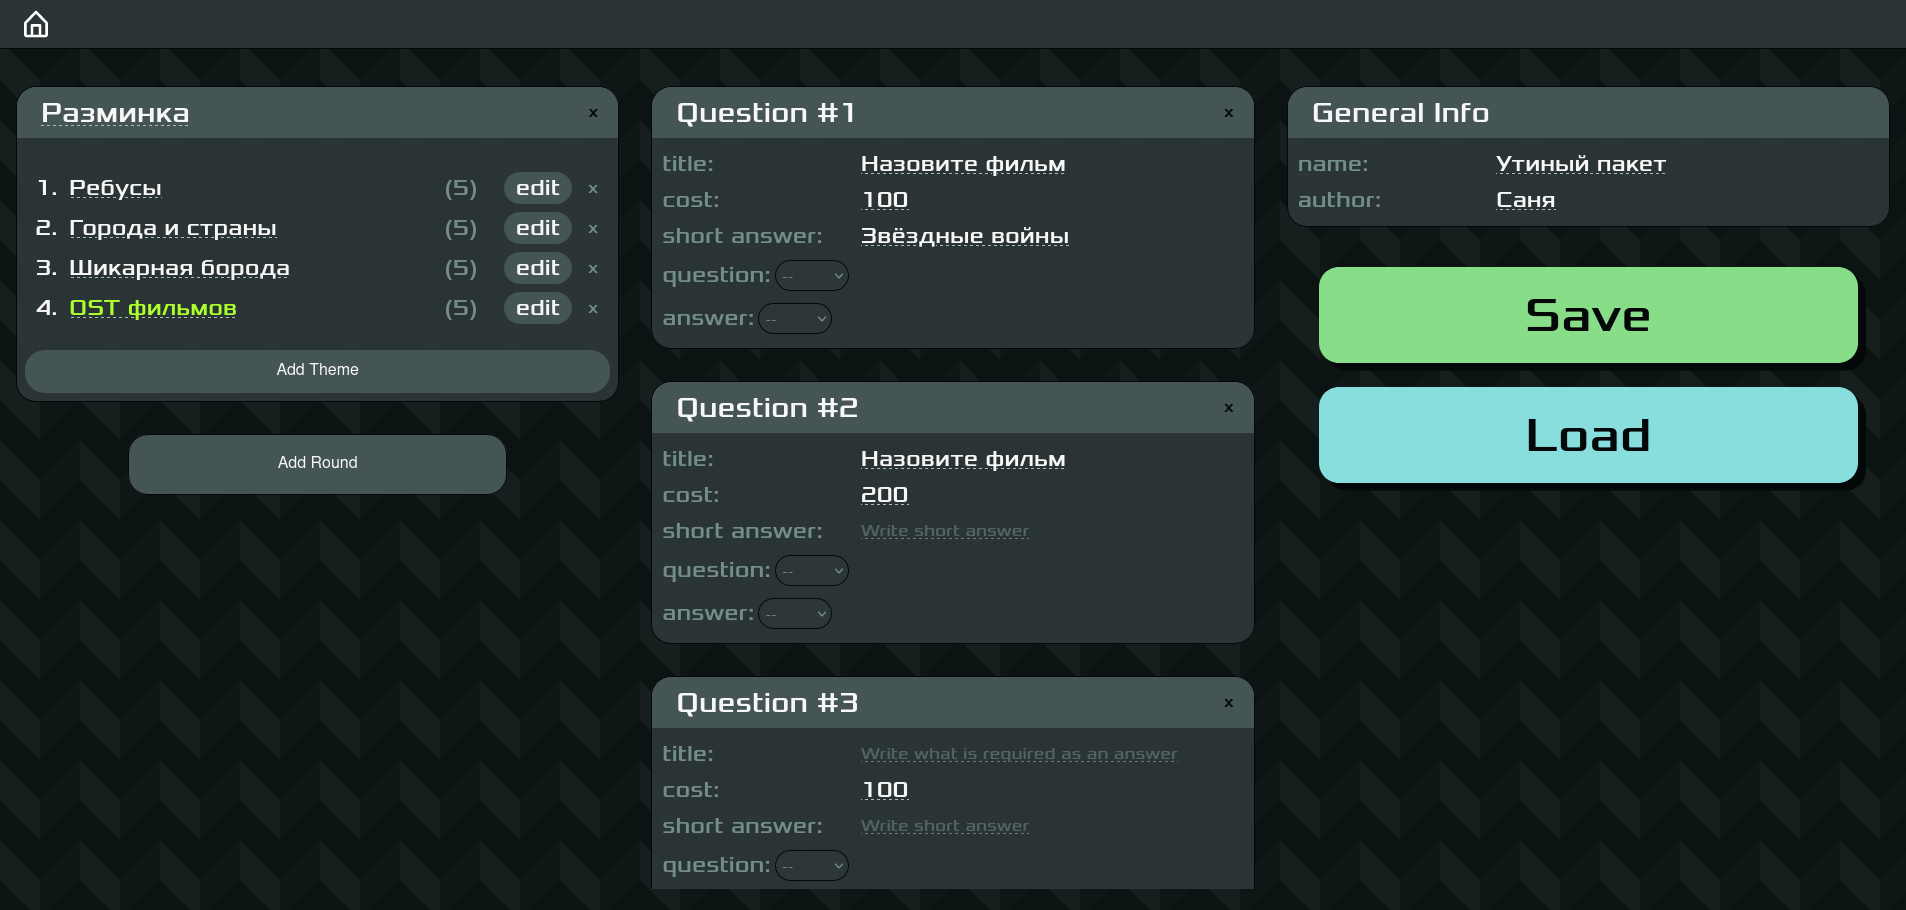 Разминка x
1. Ребусы (5) edit x
2. Города и страны (5) edit x
3. Шикарная борода (5) edit x
4. OST фильмов (5) edit x
Add Theme
Add Round
Question #1 x
title: Назовите фильм
cost: 100
short answer: Звёздные войны
question: --
answer: --
Question #2 x
title: Назовите фильм
cost: 200
short answer: Write short answer
question: --
answer: --
Question #3 x
title: Write what is required as an answer
cost: 100
short answer: Write short answer
question: --
General Info
name: Утиный пакет
author: Саня
Save
Load